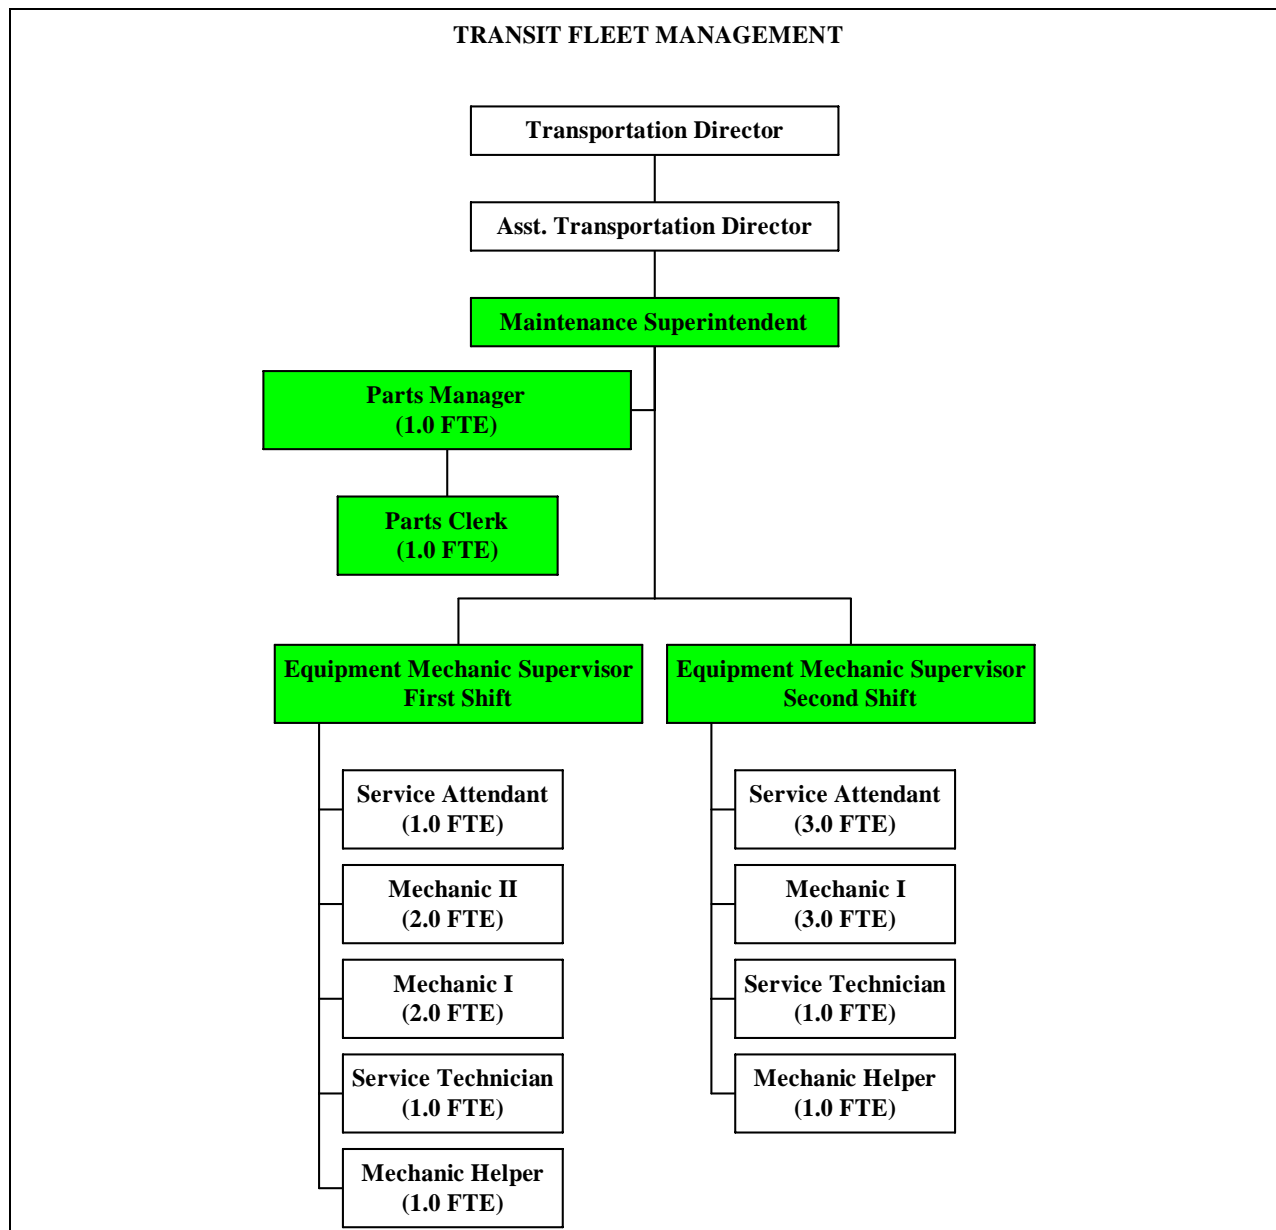 TRANSIT FLEET MANAGEMENT
Transportation Director
Asst. Transportation Director
Maintenance Superintendent
Parts Manager
(1.0 FTE)
Parts Clerk
(1.0 FTE)
Equipment Mechanic Supervisor
First Shift
Service Attendant
(1.0 FTE)
Mechanic II
(2.0 FTE)
Mechanic I
(2.0 FTE)
Service Technician
(1.0 FTE)
Mechanic Helper
(1.0 FTE)
Equipment Mechanic Supervisor
Second Shift
Service Attendant
(3.0 FTE)
Mechanic I
(3.0 FTE)
Service Technician
(1.0 FTE)
Mechanic Helper
(1.0 FTE)